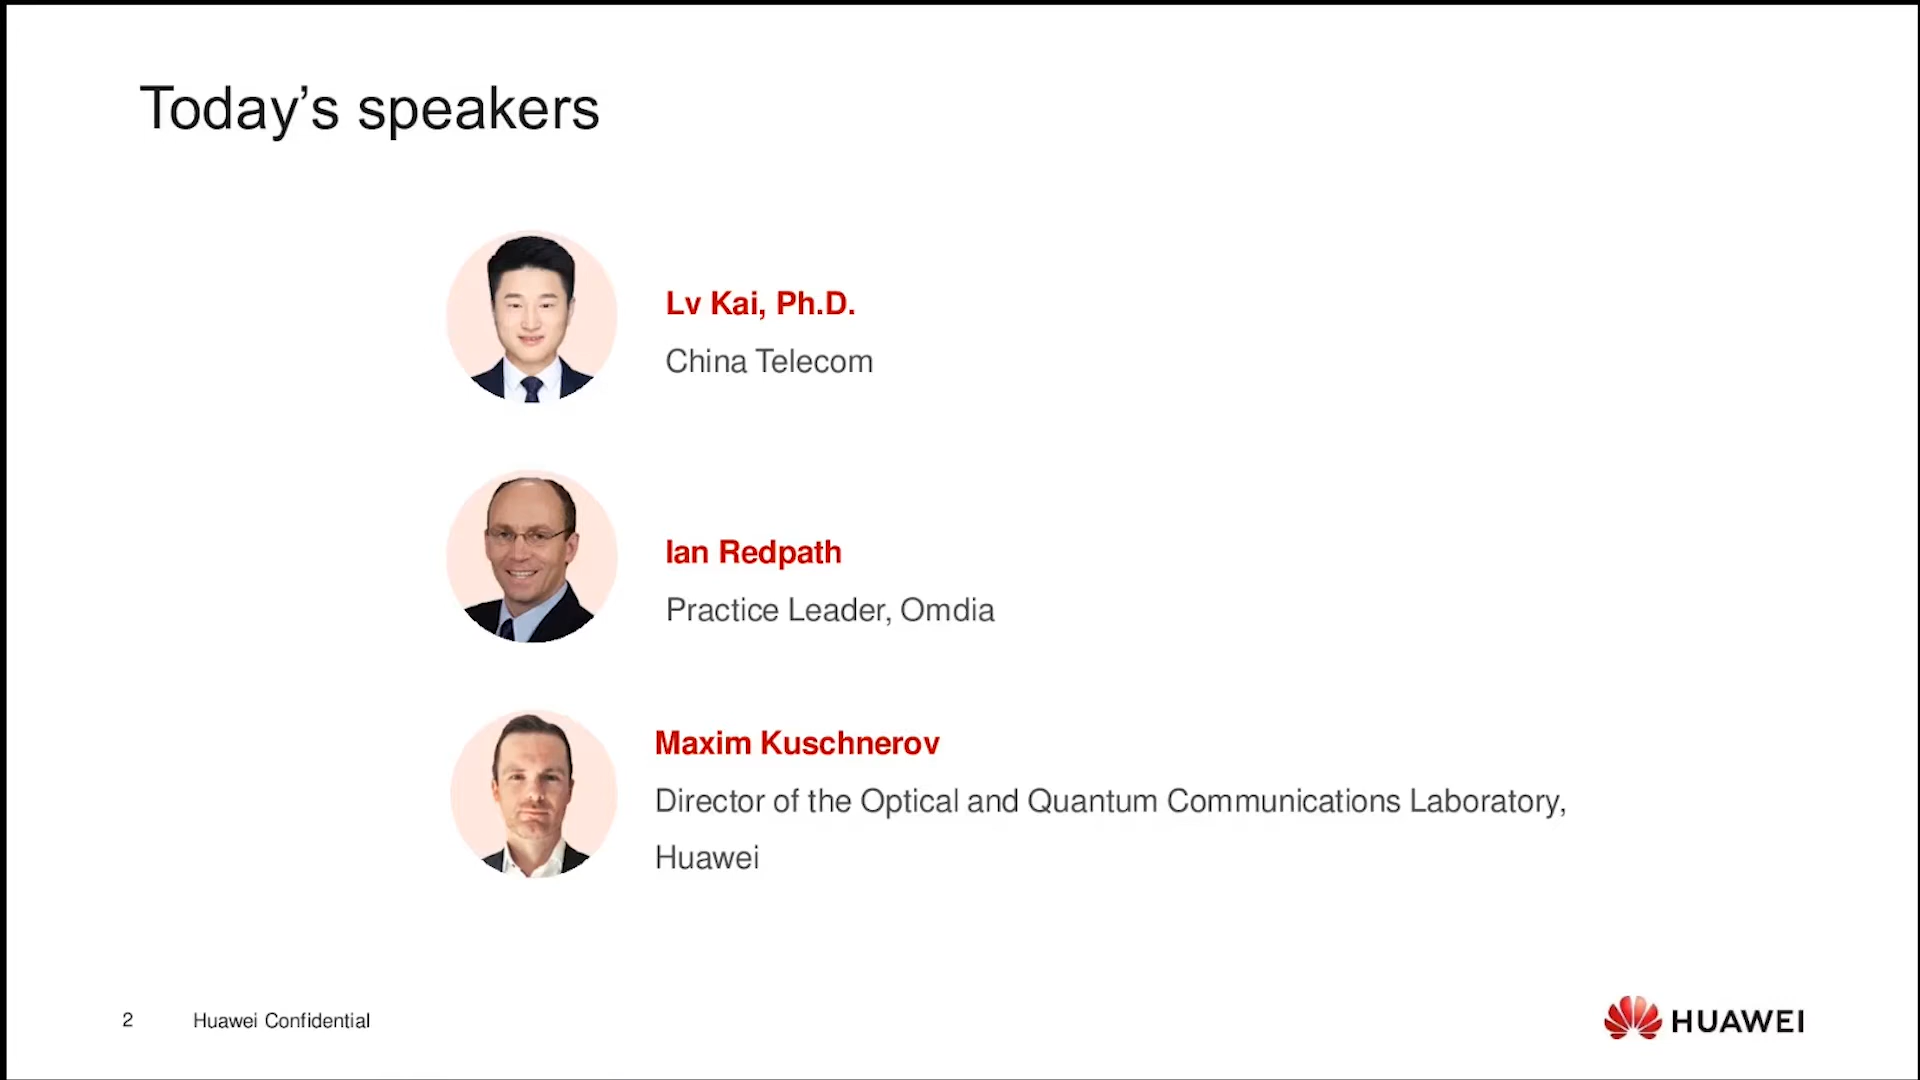 Today’s speakers
Lv Kai, Ph.D.
China Telecom
Ian Redpath
Practice Leader, Omdia
Maxim Kuschnerov
Director of the Optical and Quantum Communications Laboratory,
Huawei
2 Huawei Confidential
HUAWEI